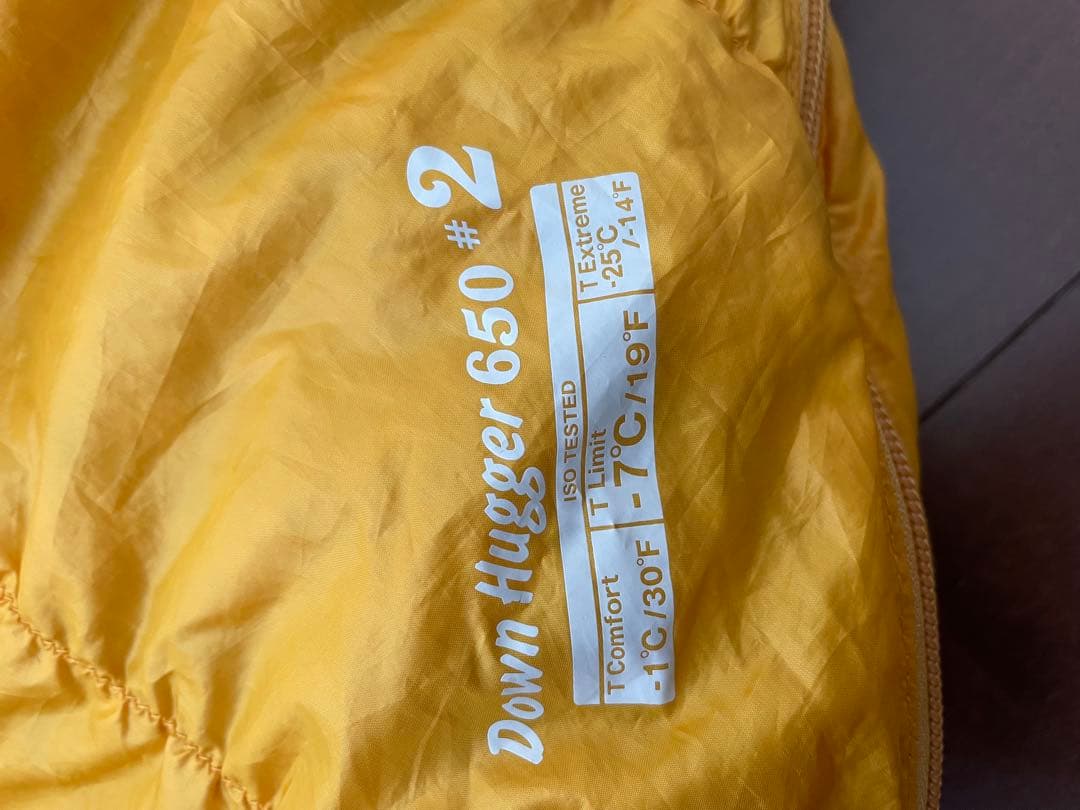 Down Hugger 650 # 2
ISO TESTED
T Comfort
-1°C/30°F
T Limit
-7°C/19°F
T Extreme
-25°C
/-14°F